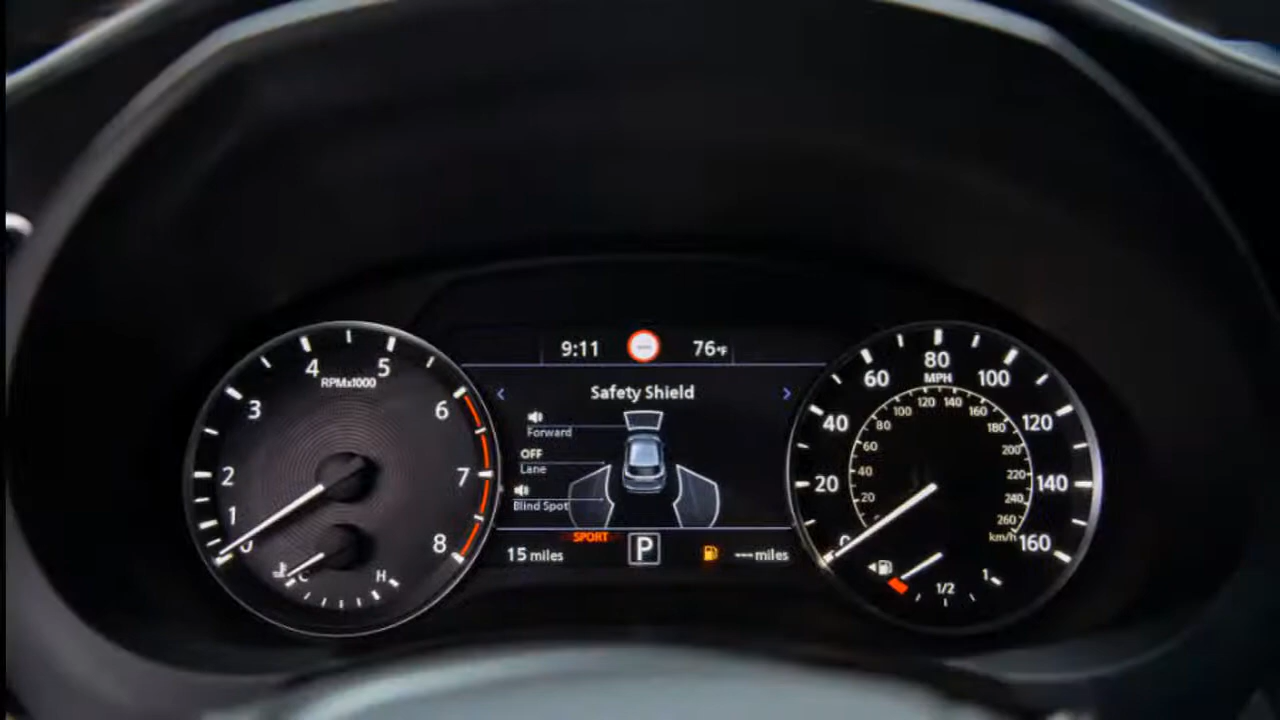 9:11 76°F
< Safety Shield >
Forward
OFF
Lane
Blind Spot
SPORT
15 miles P ---miles
0 1 2 3 4 5 6 7 8
RPMx1000
C H
0 20 40 60 80 100 120 140 160
MPH
20 40 60 80 100 120 140 160 180 200 220 240 260
km/h
1/2 1